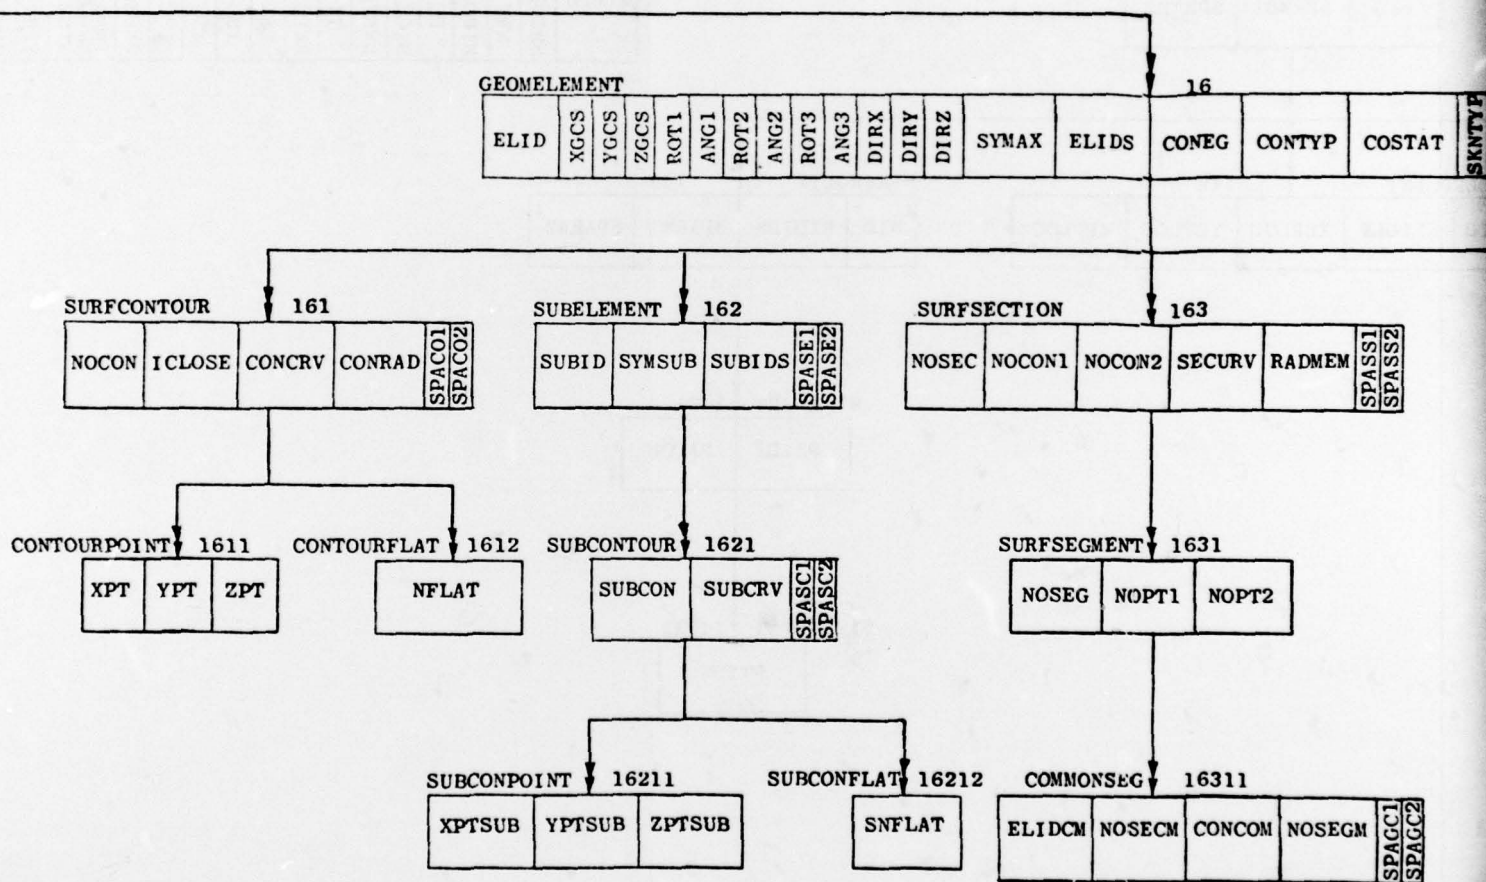 GEOMELEMENT 16
ELID XGCS YGCS ZGCS ROT1 ANG1 ROT2 ANG2 ROT3 ANG3 DIRX DIRY DIRZ SYMAX ELIDS CONEG CONTYP COSTAT SKNTYP
SURFCONTOUR 161
NOCON ICLOSE CONCRV CONRAD SPACO1 SPACO2
SUBELEMENT 162
SUBID SYMSUB SUBIDS SPASE1 SPASE2
SURFSECTION 163
NOSEC NOCON1 NOCON2 SECURV RADMEM SPASS1 SPASS2
CONTOURPOINT 1611
XPT YPT ZPT
CONTOURFLAT 1612
NFLAT
SUBCONTOUR 1621
SUBCON SUBCRV SPASC1 SPASC2
SURFSEGMENT 1631
NOSEG NOPT1 NOPT2
SUBCONPOINT 16211
XPTSUB YPTSUB ZPTSUB
SUBCONFLAT 16212
SNFLAT
COMMONSEG 16311
ELIDCM NOSECM CONCOM NOSEGM SPAGC1 SPAGC2